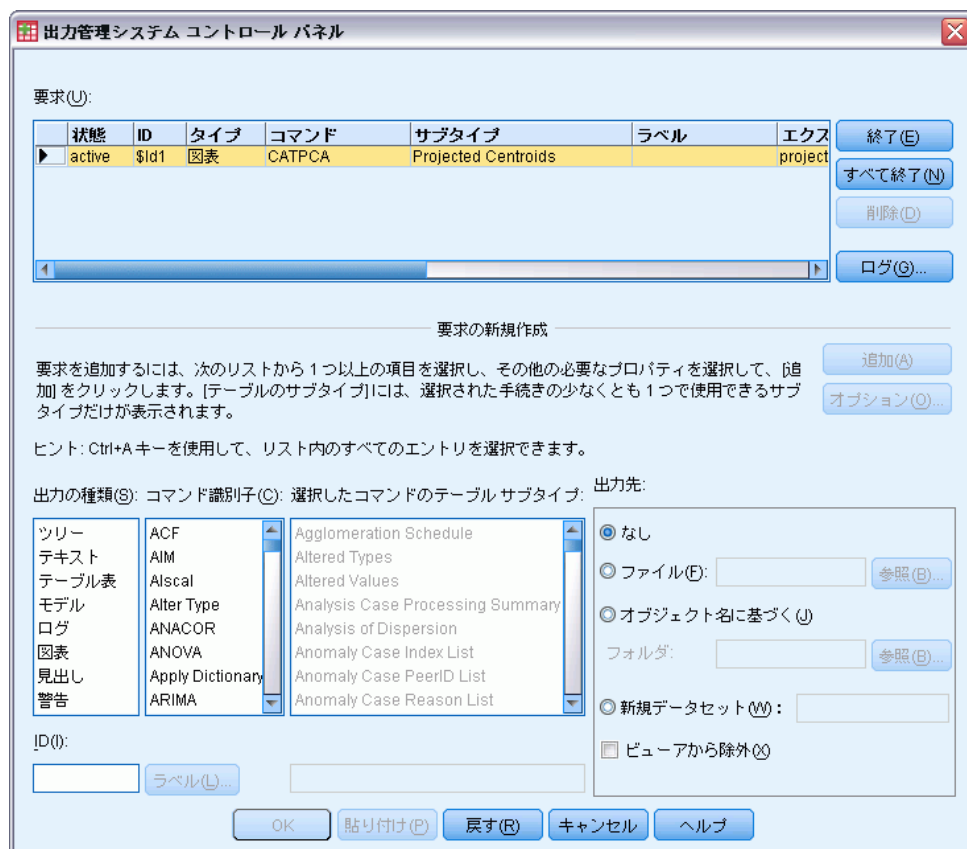 出力管理システム コントロール パネル
要求(U):
状態 ID タイプ コマンド サブタイプ ラベル エクス
active $Id1 図表 CATPCA Projected Centroids project
終了(E)
すべて終了(N)
削除(D)
ログ(G)...
要求の新規作成
要求を追加するには、次のリストから１つ以上の項目を選択し、その他の必要なプロパティを選択して、[追
加] をクリックします。[テーブルのサブタイプ]には、選択された手続きの少なくとも１つで使用できるサブ
タイプだけが表示されます。
追加(A)
オプション(O)...
ヒント: Ctrl+A キーを使用して、リスト内のすべてのエントリを選択できます。
出力の種類(S): コマンド識別子(C): 選択したコマンドのテーブル サブタイプ:
ツリー
テキスト
テーブル表
モデル
ログ
図表
見出し
警告
ACF
AIM
Alscal
Alter Type
ANACOR
ANOVA
Apply Dictionary
ARIMA
Agglomeration Schedule
Altered Types
Altered Values
Analysis Case Processing Summary
Analysis of Dispersion
Anomaly Case Index List
Anomaly Case PeerID List
Anomaly Case Reason List
出力先:
なし
ファイル(F): 参照(B)...
オブジェクト名に基づく(J)
フォルダ: 参照(B)...
新規データセット(W)：
ビューアから除外(X)
ID(I):
ラベル(L)...
OK 貼り付け(P) 戻す(R) キャンセル ヘルプ